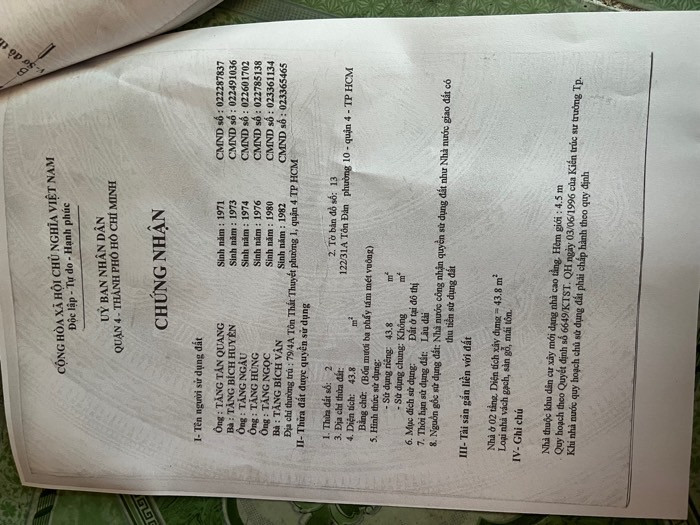 CỘNG HÒA XÃ HỘI CHỦ NGHĨA VIỆT NAM
Độc lập - Tự do - Hạnh phúc
UỶ BAN NHÂN DÂN
QUẬN 4 - THÀNH PHỐ HỒ CHÍ MINH
CHỨNG NHẬN
I- Tên người sử dụng đất
Ông : TĂNG TÂN QUANG Sinh năm : 1971 CMND số : 022287837
Bà : TĂNG BÍCH HUYỀN Sinh năm : 1973 CMND số : 022491036
Ông : TĂNG NGÂU Sinh năm : 1974 CMND số : 022601702
Ông : TĂNG HUNG Sinh năm : 1976 CMND số : 022785138
Ông : TĂNG NGỌC Sinh năm : 1980 CMND số : 023361134
Bà : TĂNG BÍCH VÂN Sinh năm : 1982 CMND số : 023365465
Địa chỉ thường trú : 79/4A Tôn Thất Thuyết phường 1, quận 4 TP HCM
II- Thửa đất được quyền sử dụng
1. Thửa đất số: 2 2. Tờ bản đồ số: 13
3. Địa chỉ thửa đất: 122/31A Tôn Đản phường 10 - quận 4 - TP HCM
4. Diện tích: 43.8 m²
Bằng chữ: (Bốn mươi ba phẩy tám mét vuông)
5. Hình thức sử dụng:
- Sử dụng riêng: 43.8 m²
- Sử dụng chung: Không m²
6. Mục đích sử dụng: Đất ở tại đô thị
7. Thời hạn sử dụng đất: Lâu dài
8. Nguồn gốc sử dụng đất: Nhà nước công nhận quyền sử dụng đất như Nhà nước giao đất có
thu tiền sử dụng đất
III- Tài sản gắn liền với đất
Nhà ở 02 tầng. Diện tích xây dựng = 43.8 m²
Loại nhà vách gạch, sàn gỗ, mái tôn.
IV- Ghi chú
Nhà thuộc khu dân cư xây mới dạng nhà cao tầng. Hẻm giới : 4.5 m
Quy hoạch theo Quyết định số 6649/KTST. QH ngày 03/06/1996 của Kiến trúc sư trưởng Tp.
Khi nhà nước quy hoạch chủ sử dụng đất phải chấp hành theo quy định